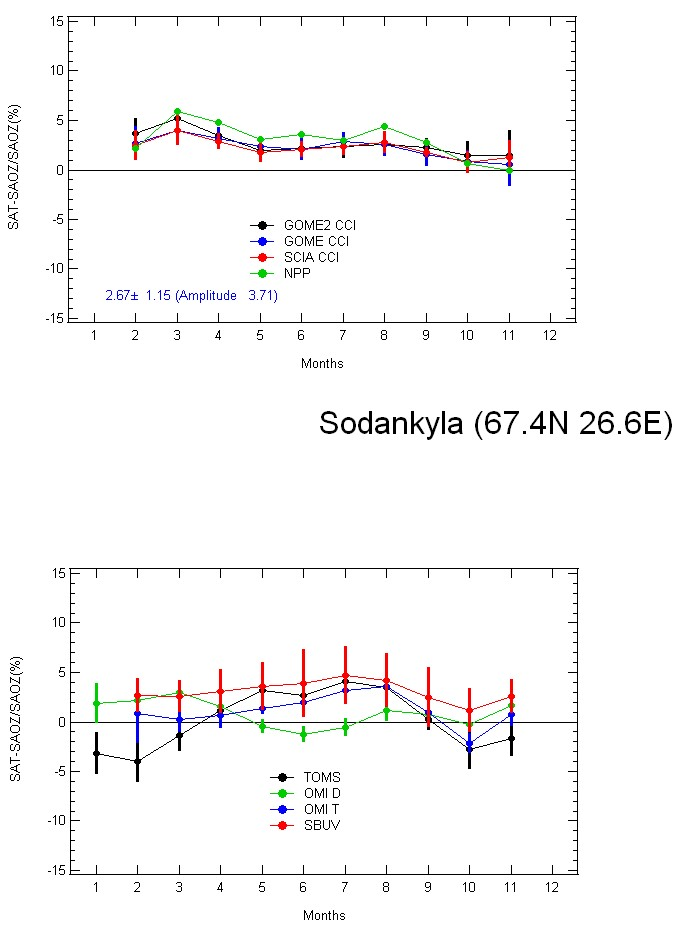 15
10
5
0
-5
-10
-15
SAT-SAOZ/SAOZ(%)
GOME2 CCI
GOME CCI
SCIA CCI
NPP
2.67± 1.15 (Amplitude 3.71)
1 2 3 4 5 6 7 8 9 10 11 12
Months
Sodankyla (67.4N 26.6E)
15
10
5
0
-5
-10
-15
SAT-SAOZ/SAOZ(%)
TOMS
OMI D
OMI T
SBUV
1 2 3 4 5 6 7 8 9 10 11 12
Months